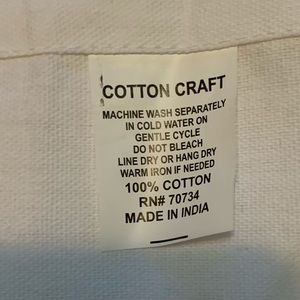 COTTON CRAFT
MACHINE WASH SEPARATELY
IN COLD WATER ON
GENTLE CYCLE
DO NOT BLEACH
LINE DRY OR HANG DRY
WARM IRON IF NEEDED
100% COTTON
RN# 70734
MADE IN INDIA